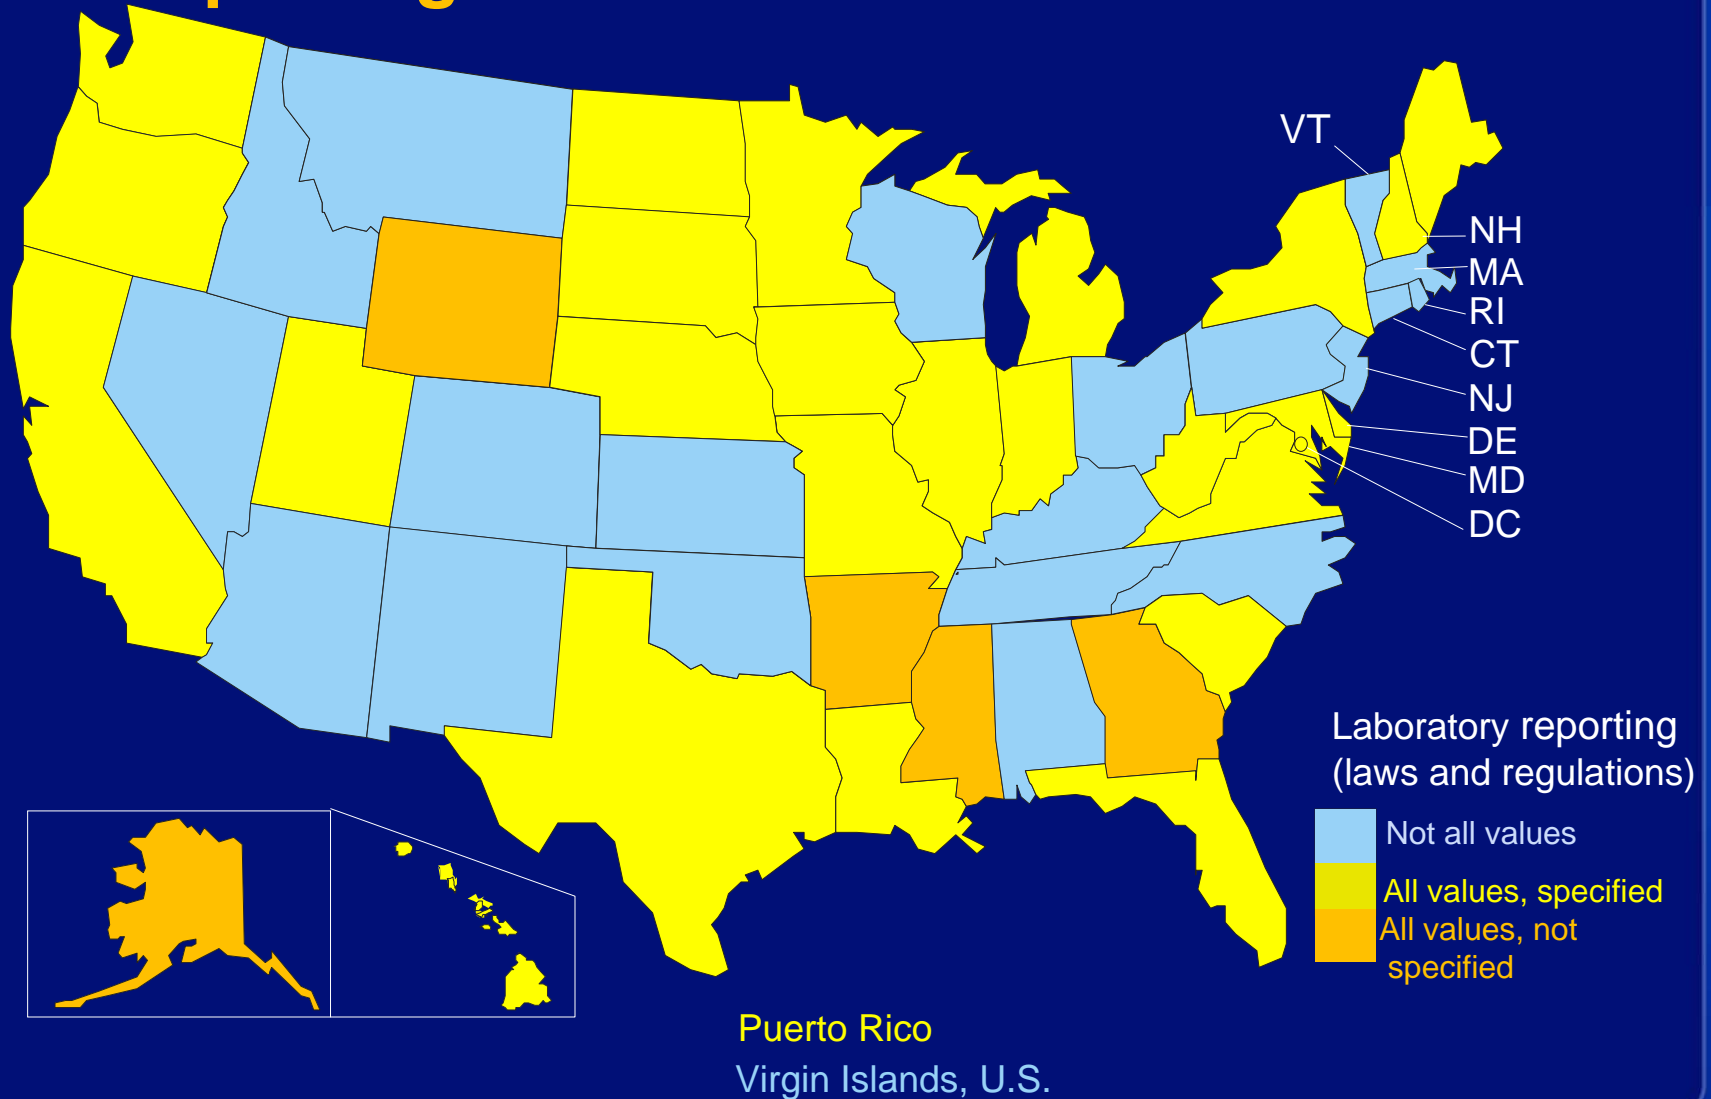 VT
NH
MA
RI
CT
NJ
DE
MD
DC
Laboratory reporting
(laws and regulations)
Not all values
All values, specified
All values, not
specified
Puerto Rico
Virgin Islands, U.S.